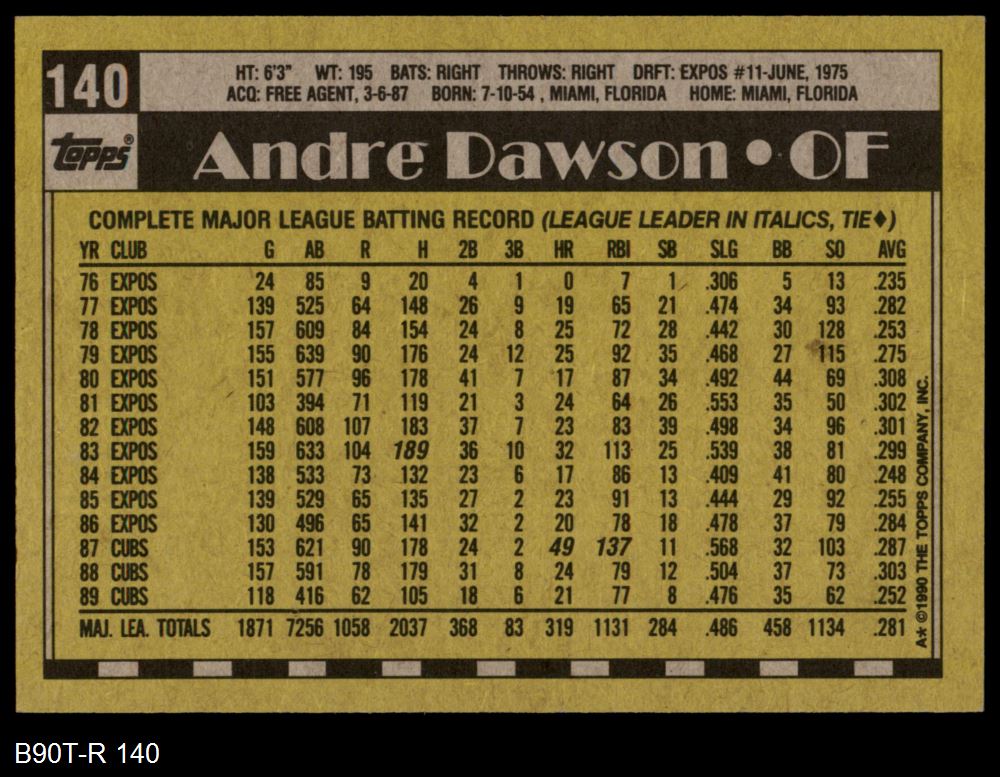 140
HT: 6'3" WT: 195 BATS: RIGHT THROWS: RIGHT DRFT: EXPOS #11-JUNE, 1975
ACQ: FREE AGENT, 3-6-87 BORN: 7-10-54 , MIAMI, FLORIDA HOME: MIAMI, FLORIDA
Topps®
Andre Dawson • OF
COMPLETE MAJOR LEAGUE BATTING RECORD (LEAGUE LEADER IN ITALICS, TIE♦)
YR CLUB G AB R H 2B 3B HR RBI SB SLG BB SO AVG
76 EXPOS 24 85 9 20 4 1 0 7 1 .306 5 13 .235
77 EXPOS 139 525 64 148 26 9 19 65 21 .474 34 93 .282
78 EXPOS 157 609 84 154 24 8 25 72 28 .442 30 128 .253
79 EXPOS 155 639 90 176 24 12 25 92 35 .468 27 115 .275
80 EXPOS 151 577 96 178 41 7 17 87 34 .492 44 69 .308
81 EXPOS 103 394 71 119 21 3 24 64 26 .553 35 50 .302
82 EXPOS 148 608 107 183 37 7 23 83 39 .498 34 96 .301
83 EXPOS 159 633 104 189 36 10 32 113 25 .539 38 81 .299
84 EXPOS 138 533 73 132 23 6 17 86 13 .409 41 80 .248
85 EXPOS 139 529 65 135 27 2 23 91 13 .444 29 92 .255
86 EXPOS 130 496 65 141 32 2 20 78 18 .478 37 79 .284
87 CUBS 153 621 90 178 24 2 49 137 11 .568 32 103 .287
88 CUBS 157 591 78 179 31 8 24 79 12 .504 37 73 .303
89 CUBS 118 416 62 105 18 6 21 77 8 .476 35 62 .252
MAJ. LEA. TOTALS 1871 7256 1058 2037 368 83 319 1131 284 .486 458 1134 .281
A★ ©1990 THE TOPPS COMPANY, INC.
B90T-R 140